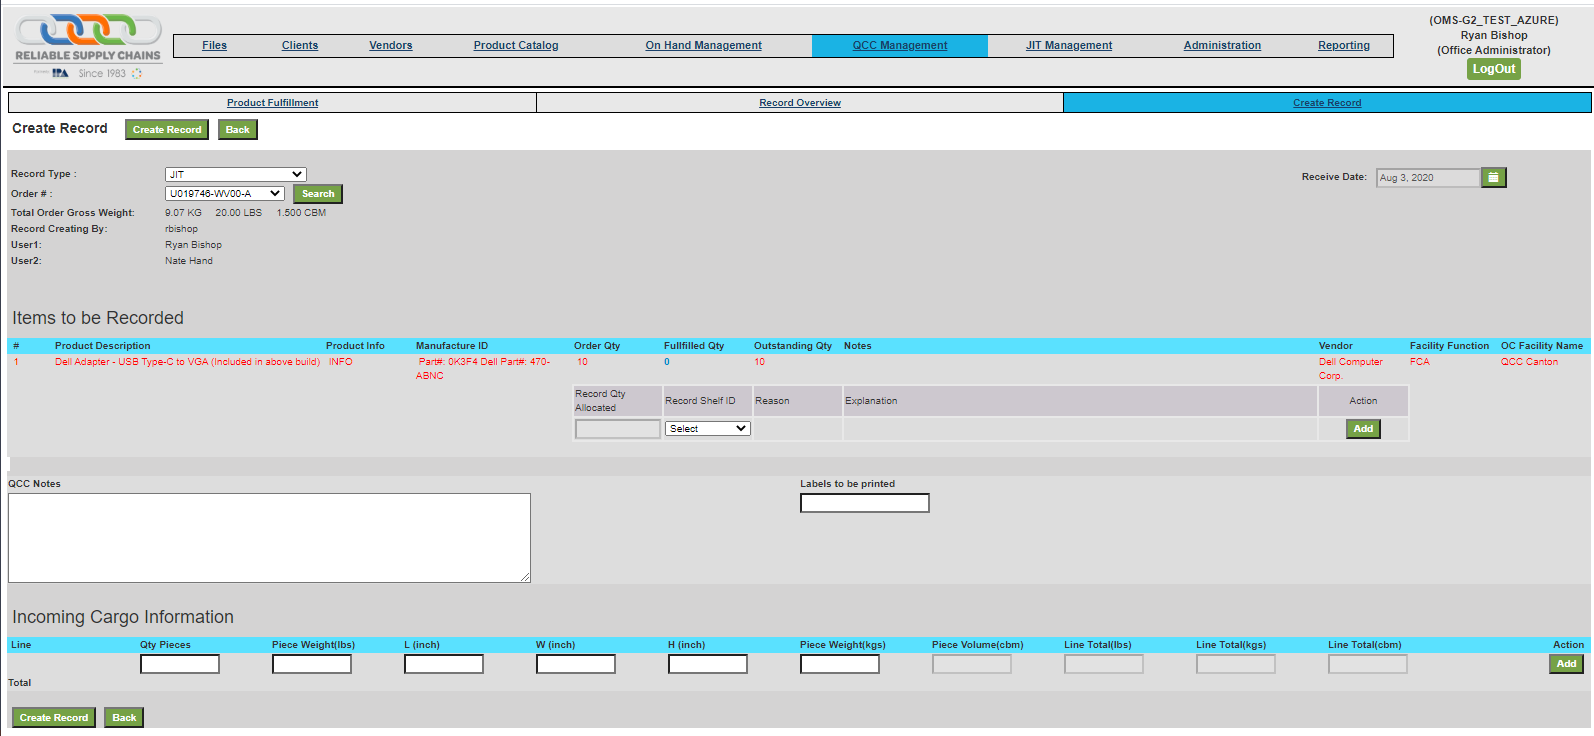 RELIABLE SUPPLY CHAINS
IPA Since 1983
Files Clients Vendors Product Catalog On Hand Management QCC Management JIT Management Administration Reporting
(OMS-G2_TEST_AZURE)
Ryan Bishop
(Office Administrator)
LogOut
Product Fulfillment Record Overview Create Record
Create Record Create Record Back
Record Type : JIT
Receive Date: Aug 3, 2020
Order # : U019746-WV00-A Search
Total Order Gross Weight: 9.07 KG 20.00 LBS 1.500 CBM
Record Creating By: rbishop
User1: Ryan Bishop
User2: Nate Hand
Items to be Recorded
# Product Description Product Info Manufacture ID Order Qty Fullfilled Qty Outstanding Qty Notes Vendor Facility Function OC Facility Name
1 Dell Adapter - USB Type-C to VGA (Included in above build) INFO Part#: 0K3F4 Dell Part#: 470- 10 0 10 Dell Computer FCA QCC Canton
ABNC Corp.
Record Qty
Allocated Record Shelf ID Reason Explanation Action
Select Add
QCC Notes Labels to be printed
Incoming Cargo Information
Line Qty Pieces Piece Weight(lbs) L (inch) W (inch) H (inch) Piece Weight(kgs) Piece Volume(cbm) Line Total(lbs) Line Total(kgs) Line Total(cbm) Action
Add
Total
Create Record Back